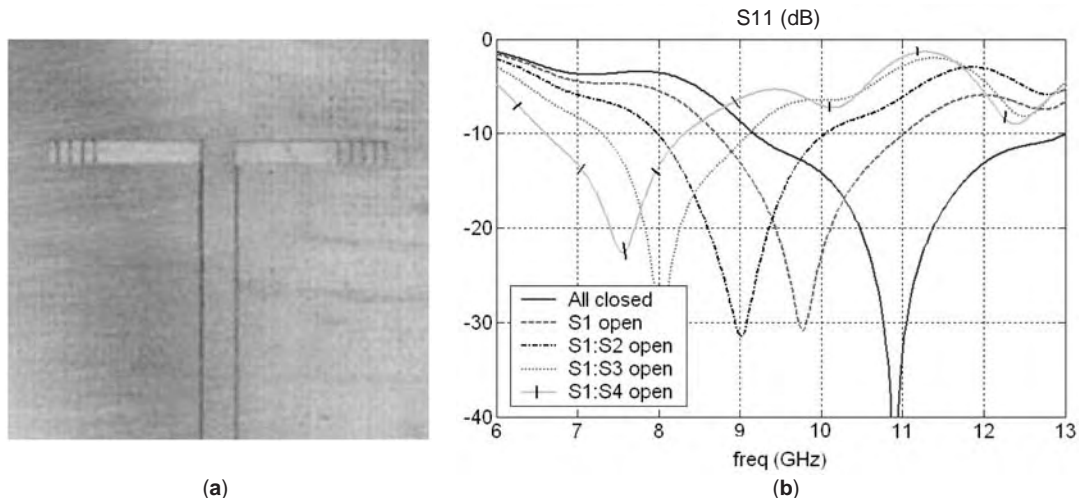 S11 (dB)
0
-10
-20
-30
-40
All closed
S1 open
S1:S2 open
S1:S3 open
S1:S4 open
6 7 8 9 10 11 12 13
freq (GHz)
(a) (b)